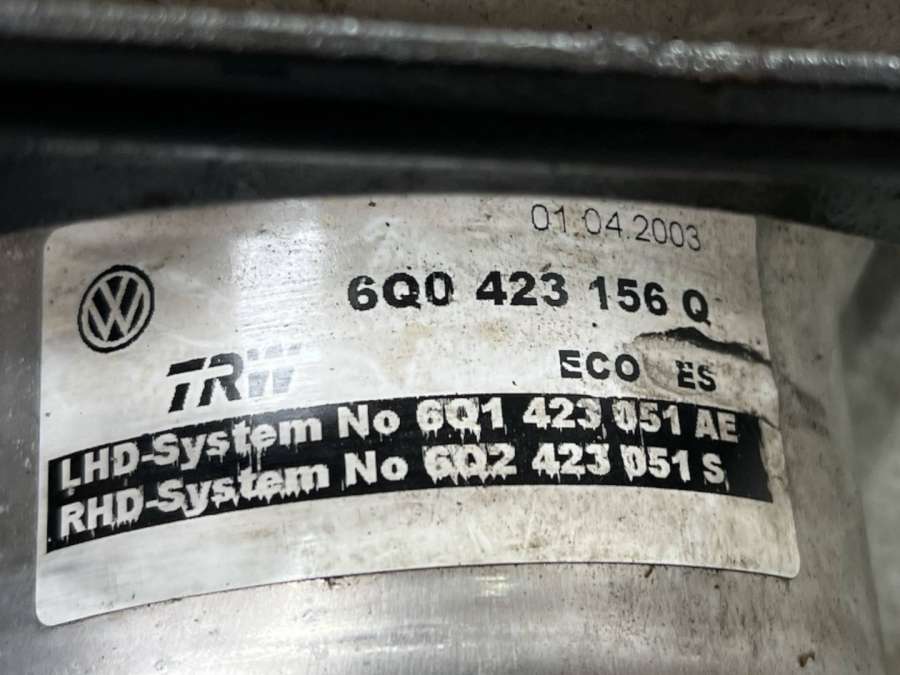 01.04.2003
6Q0 423 156 Q
TRW ECO ES
LHD-System No 6Q1 423 051 AE
RHD-System No 6Q2 423 051 S